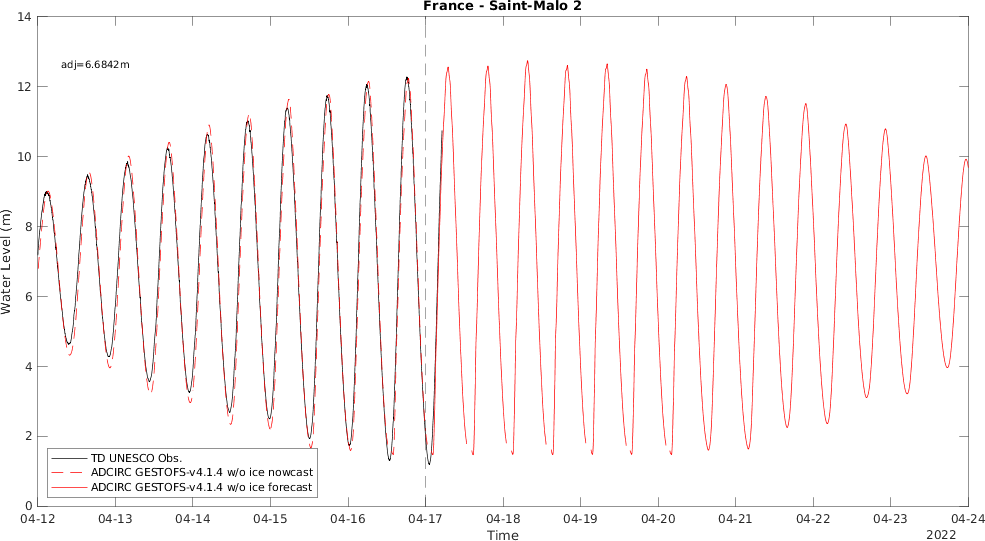 France - Saint-Malo 2
adj=6.6842m
Water Level (m)
14
12
10
8
6
4
2
0
TD UNESCO Obs.
ADCIRC GESTOFS-v4.1.4 w/o ice nowcast
ADCIRC GESTOFS-v4.1.4 w/o ice forecast
04-12 04-13 04-14 04-15 04-16 04-17 04-18 04-19 04-20 04-21 04-22 04-23 04-24
Time
2022